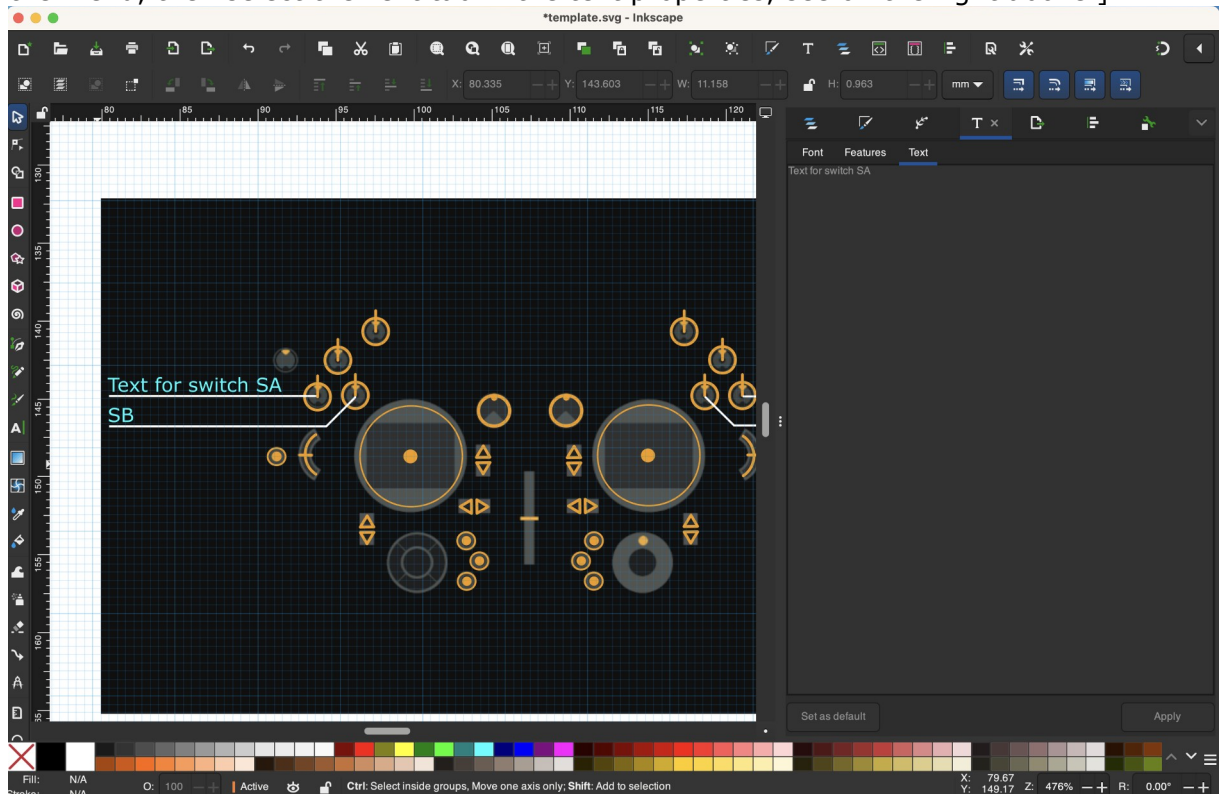 *template.svg - Inkscape
X: 80.335 Y: 143.603 W: 11.158 H: 0.963 mm
80 85 90 95 100 105 110 115 120
Font Features Text
Text for switch SA
130
135
140
Text for switch SA
145
SB
150
155
160
Set as default Apply
Fill: N/A
N/A
O: 100 Active Ctrl: Select inside groups, Move one axis only; Shift: Add to selection
X: 79.67
Y: 149.17
Z: 476% R: 0.00°